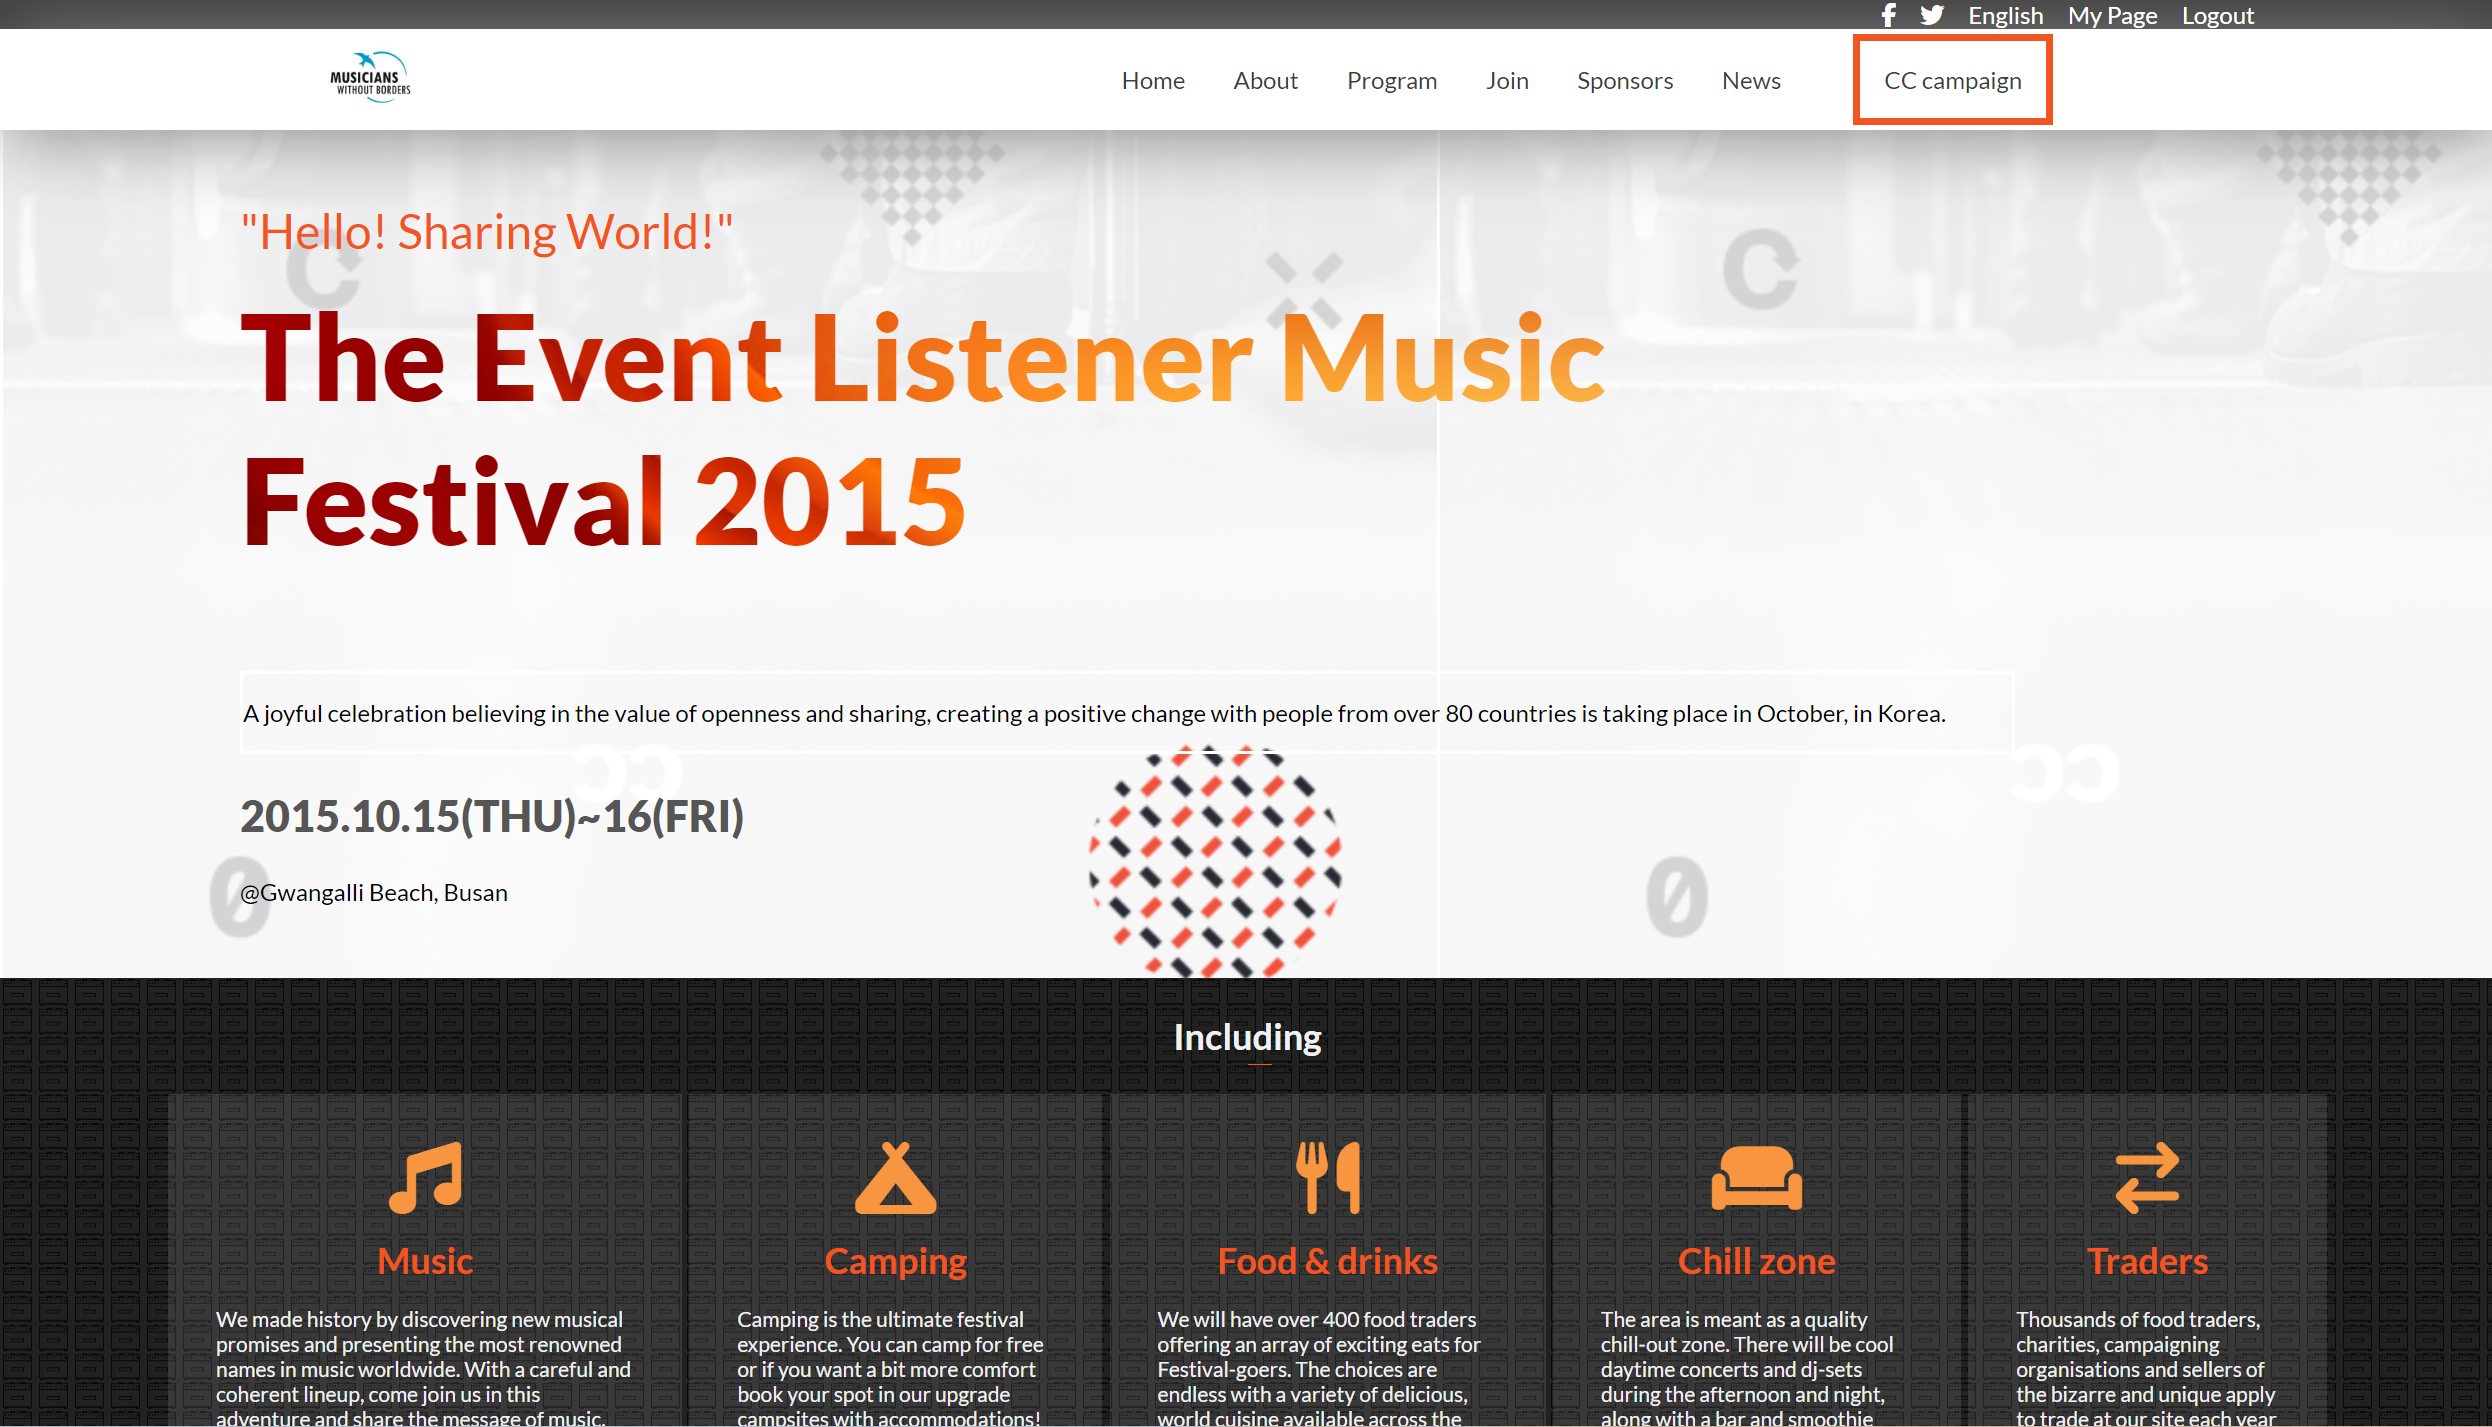 English My Page Logout
MUSICIANS
WITHOUT BORDERS
Home About Program Join Sponsors News CC campaign
"Hello! Sharing World!"
The Event Listener Music
Festival 2015
A joyful celebration believing in the value of openness and sharing, creating a positive change with people from over 80 countries is taking place in October, in Korea.
2015.10.15(THU)~16(FRI)
@Gwangalli Beach, Busan
Including
Music
We made history by discovering new musical
promises and presenting the most renowned
names in music worldwide. With a careful and
coherent lineup, come join us in this
adventure and share the message of music.
Camping
Camping is the ultimate festival
experience. You can camp for free
or if you want a bit more comfort
book your spot in our upgrade
campsites with accommodations!
Food & drinks
We will have over 400 food traders
offering an array of exciting eats for
Festival-goers. The choices are
endless with a variety of delicious,
world cuisine available across the
Chill zone
The area is meant as a quality
chill-out zone. There will be cool
daytime concerts and dj-sets
during the afternoon and night,
along with a bar and smoothie
Traders
Thousands of food traders,
charities, campaigning
organisations and sellers of
the bizarre and unique apply
to trade at our site each year